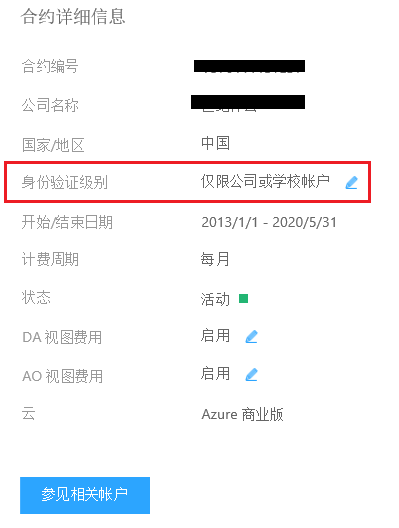 合约详细信息
合约编号
公司名称
国家/地区 中国
身份验证级别 仅限公司或学校帐户
开始/结束日期 2013/1/1 - 2020/5/31
计费周期 每月
状态 活动
DA 视图费用 启用
AO 视图费用 启用
云 Azure 商业版
参见相关帐户